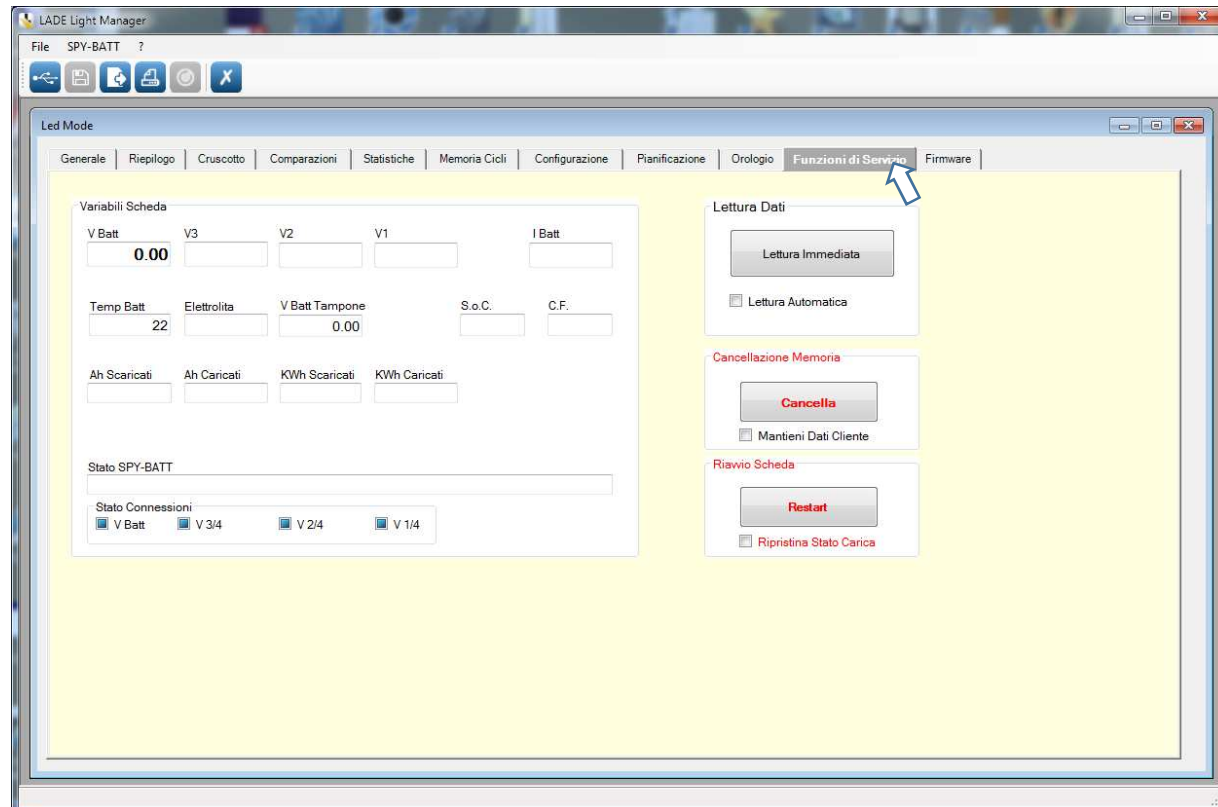 LADE Light Manager
File SPY-BATT ?
Led Mode
Generale Riepilogo Cruscotto Comparazioni Statistiche Memoria Cicli Configurazione Pianificazione Orologio Funzioni di Servizio Firmware
Variabili Scheda
V Batt V3 V2 V1 I Batt
0.00
Temp Batt Elettrolita V Batt Tampone S.o.C. C.F.
22 0.00
Ah Scaricati Ah Caricati KWh Scaricati KWh Caricati
Stato SPY-BATT
Stato Connessioni
V Batt V 3/4 V 2/4 V 1/4
Lettura Dati
Lettura Immediata
Lettura Automatica
Cancellazione Memoria
Cancella
Mantieni Dati Cliente
Riavvio Scheda
Restart
Ripristina Stato Carica